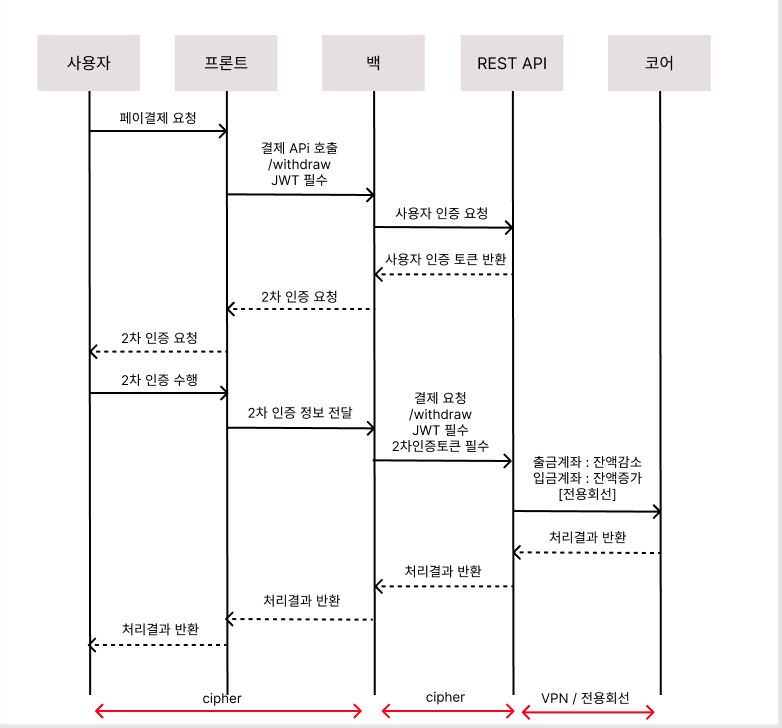 사용자
프론트
백
REST API
코어
페이결제 요청
결제 APi 호출
/withdraw
JWT 필수
사용자 인증 요청
사용자 인증 토큰 반환
2차 인증 요청
2차 인증 요청
2차 인증 수행
2차 인증 정보 전달
결제 요청
/withdraw
JWT 필수
2차인증토큰 필수
출금계좌 : 잔액감소
입금계좌 : 잔액증가
[전용회선]
처리결과 반환
처리결과 반환
처리결과 반환
처리결과 반환
cipher
cipher
VPN / 전용회선